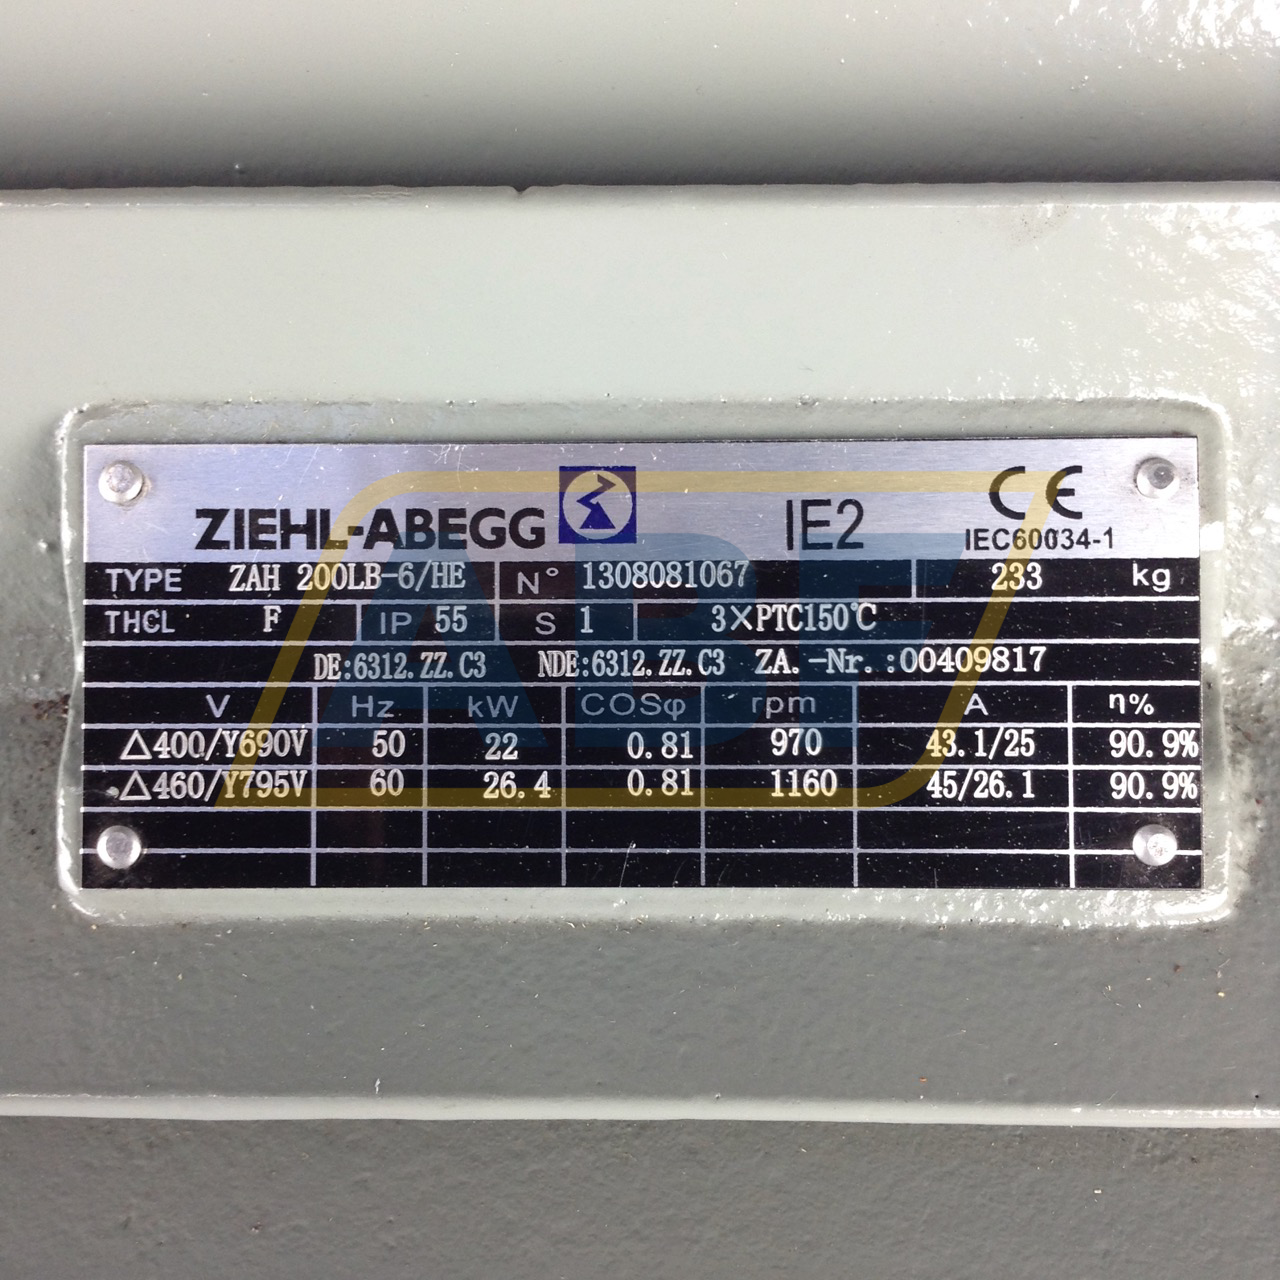 ZIEHL-ABEGG IE2 CE
IEC60034-1
TYPE ZAH 200LB-6/HE N° 1308081067 233 kg
THCL F IP 55 S 1 3XPTC150℃
DE:6312.ZZ.C3 NDE:6312.ZZ.C3 ZA.-Nr.:00409817
V Hz kW COSφ rpm A η%
△400/Y690V 50 22 0.81 970 43.1/25 90.9%
△460/Y795V 60 26.4 0.81 1160 45/26.1 90.9%
ABF